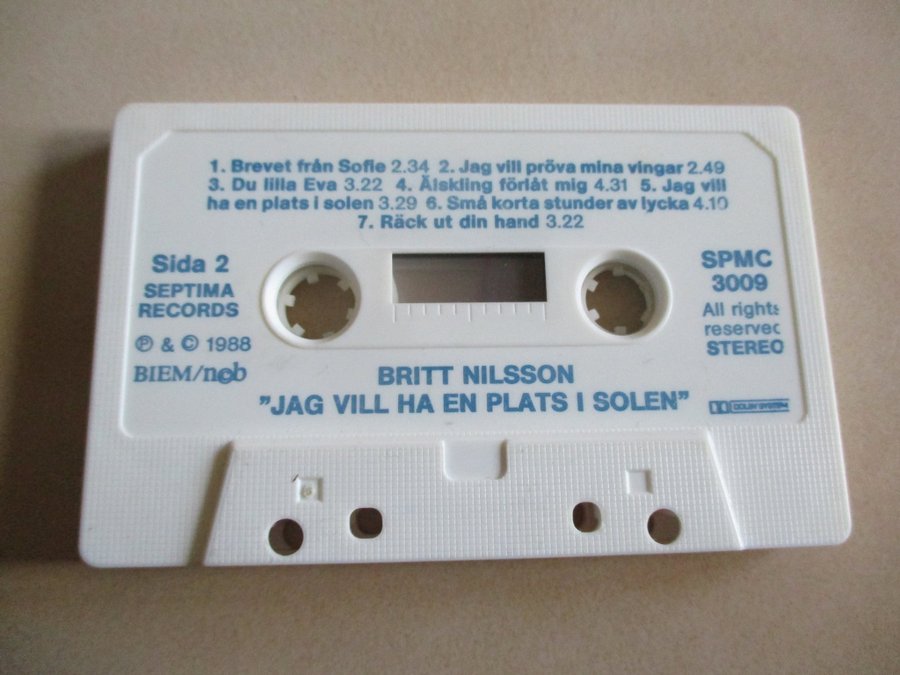 1. Brevet från Sofie 2.34 2. Jag vill pröva mina vingar 2.49
3. Du lilla Eva 3.22 4. Älskling förlåt mig 4.31 5. Jag vill
ha en plats i solen 3.29 6. Små korta stunder av lycka 4.10
7. Räck ut din hand 3.22
Sida 2
SEPTIMA
RECORDS
℗ & © 1988
BIEM/ncb
SPMC
3009
All rights
reserved
STEREO
BRITT NILSSON
"JAG VILL HA EN PLATS I SOLEN"
DOLBY SYSTEM